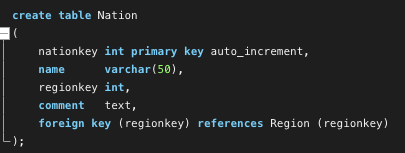 create table Nation
(
    nationkey int primary key auto_increment,
    name      varchar(50),
    regionkey int,
    comment   text,
    foreign key (regionkey) references Region (regionkey)
);